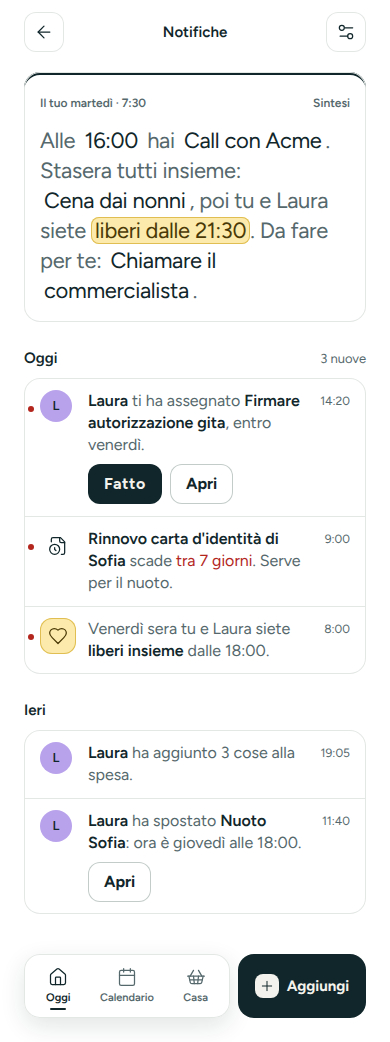 Notifiche
Il tuo martedì · 7:30
Sintesi
Alle 16:00 hai Call con Acme .
Stasera tutti insieme:
Cena dai nonni , poi tu e Laura
siete liberi dalle 21:30. Da fare
per te: Chiamare il
commercialista .
Oggi
3 nuove
L
Laura ti ha assegnato Firmare
autorizzazione gita, entro
venerdì.
14:20
Fatto
Apri
Rinnovo carta d'identità di
Sofia scade tra 7 giorni. Serve
per il nuoto.
9:00
Venerdì sera tu e Laura siete
liberi insieme dalle 18:00.
8:00
Ieri
L
Laura ha aggiunto 3 cose alla
spesa.
19:05
L
Laura ha spostato Nuoto
Sofia: ora è giovedì alle 18:00.
11:40
Apri
Oggi
Calendario
Casa
Aggiungi